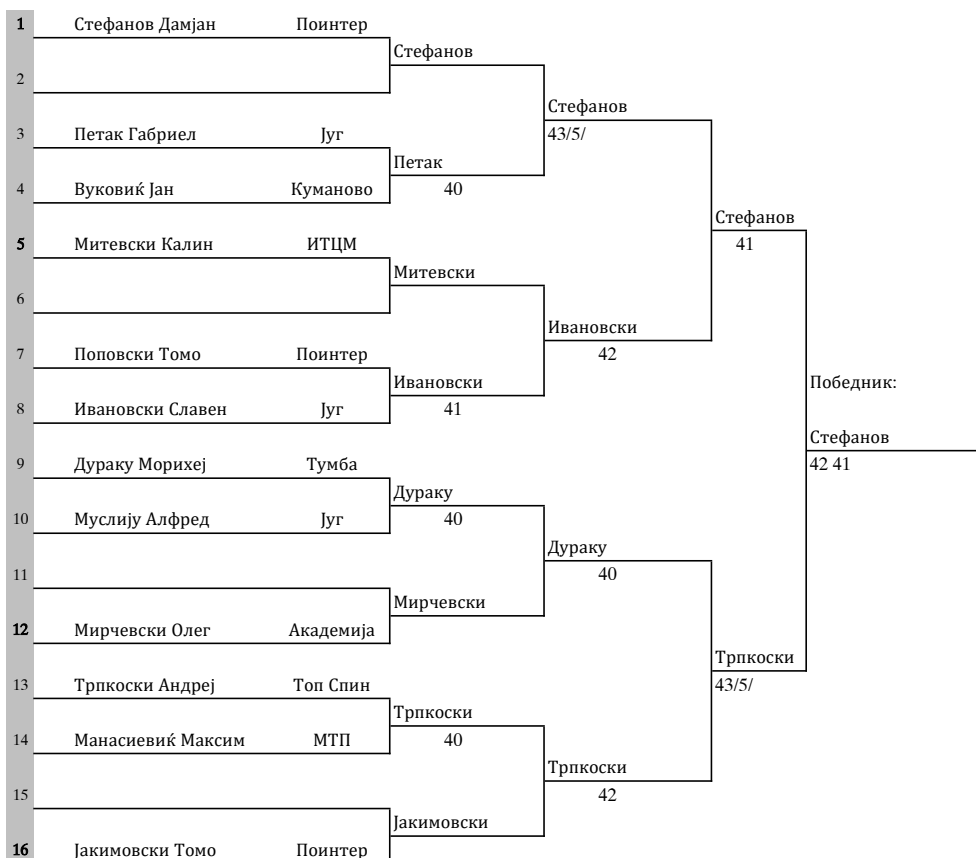 1 Стефанов Дамјан Поинтер
Стефанов
2
Стефанов
3 Петак Габриел Југ 43/5/
Петак
4 Вуковиќ Јан Куманово 40
Стефанов
5 Митевски Калин ИТЦМ 41
Митевски
6
Ивановски
7 Поповски Томо Поинтер 42
Ивановски Победник:
8 Ивановски Славен Југ 41
Стефанов
9 Дураку Морихеј Тумба 42 41
Дураку
10 Муслију Алфред Југ 40
Дураку
11 40
Мирчевски
12 Мирчевски Олег Академија
Трпкоски
13 Трпкоски Андреј Топ Спин 43/5/
Трпкоски
14 Манасиевиќ Максим МТП 40
Трпкоски
15 42
Јакимовски
16 Јакимовски Томо Поинтер